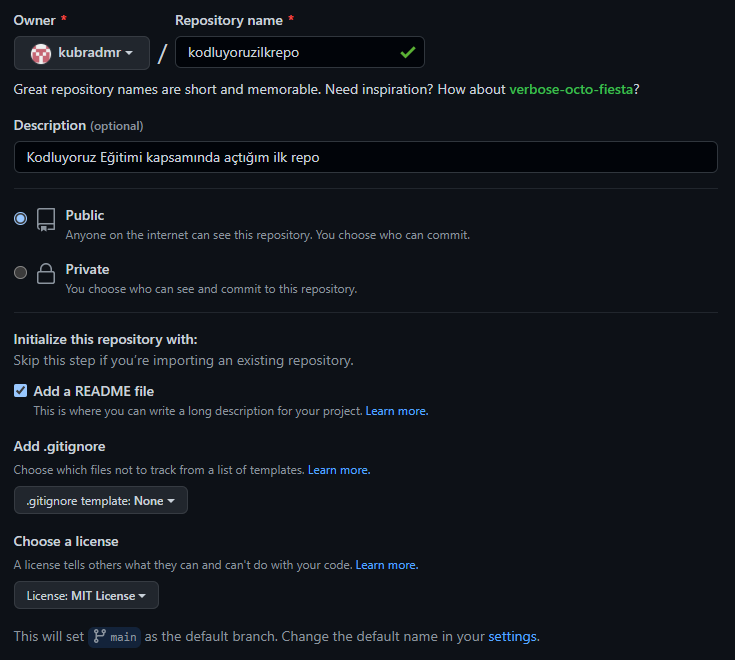 Owner * Repository name *
kubradmr / kodluyoruzilkrepo
Great repository names are short and memorable. Need inspiration? How about verbose-octo-fiesta?
Description (optional)
Kodluyoruz Eğitimi kapsamında açtığım ilk repo
Public
Anyone on the internet can see this repository. You choose who can commit.
Private
You choose who can see and commit to this repository.
Initialize this repository with:
Skip this step if you're importing an existing repository.
Add a README file
This is where you can write a long description for your project. Learn more.
Add .gitignore
Choose which files not to track from a list of templates. Learn more.
.gitignore template: None
Choose a license
A license tells others what they can and can't do with your code. Learn more.
License: MIT License
This will set main as the default branch. Change the default name in your settings.